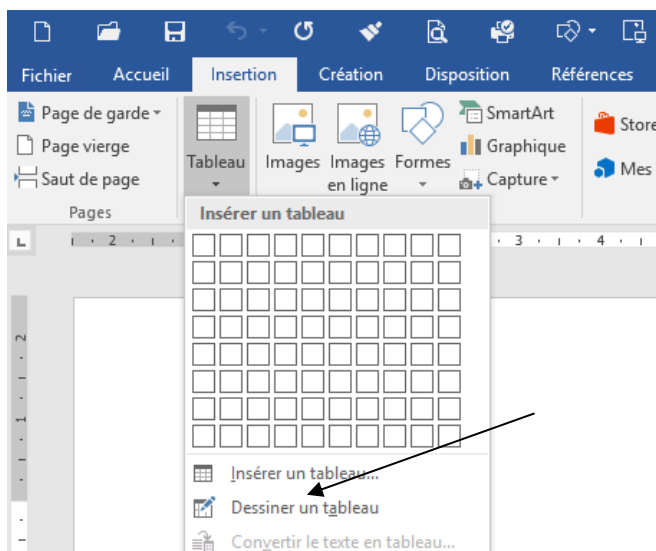 Fichier Accueil Insertion Création Disposition Références
Page de garde
Page vierge
Saut de page
Pages
Tableau
Images
Images
en ligne
Formes
SmartArt
Graphique
Capture
Store
Mes
Insérer un tableau
L 2 3 4
2
1
Insérer un tableau...
Dessiner un tableau
Convertir le texte en tableau...